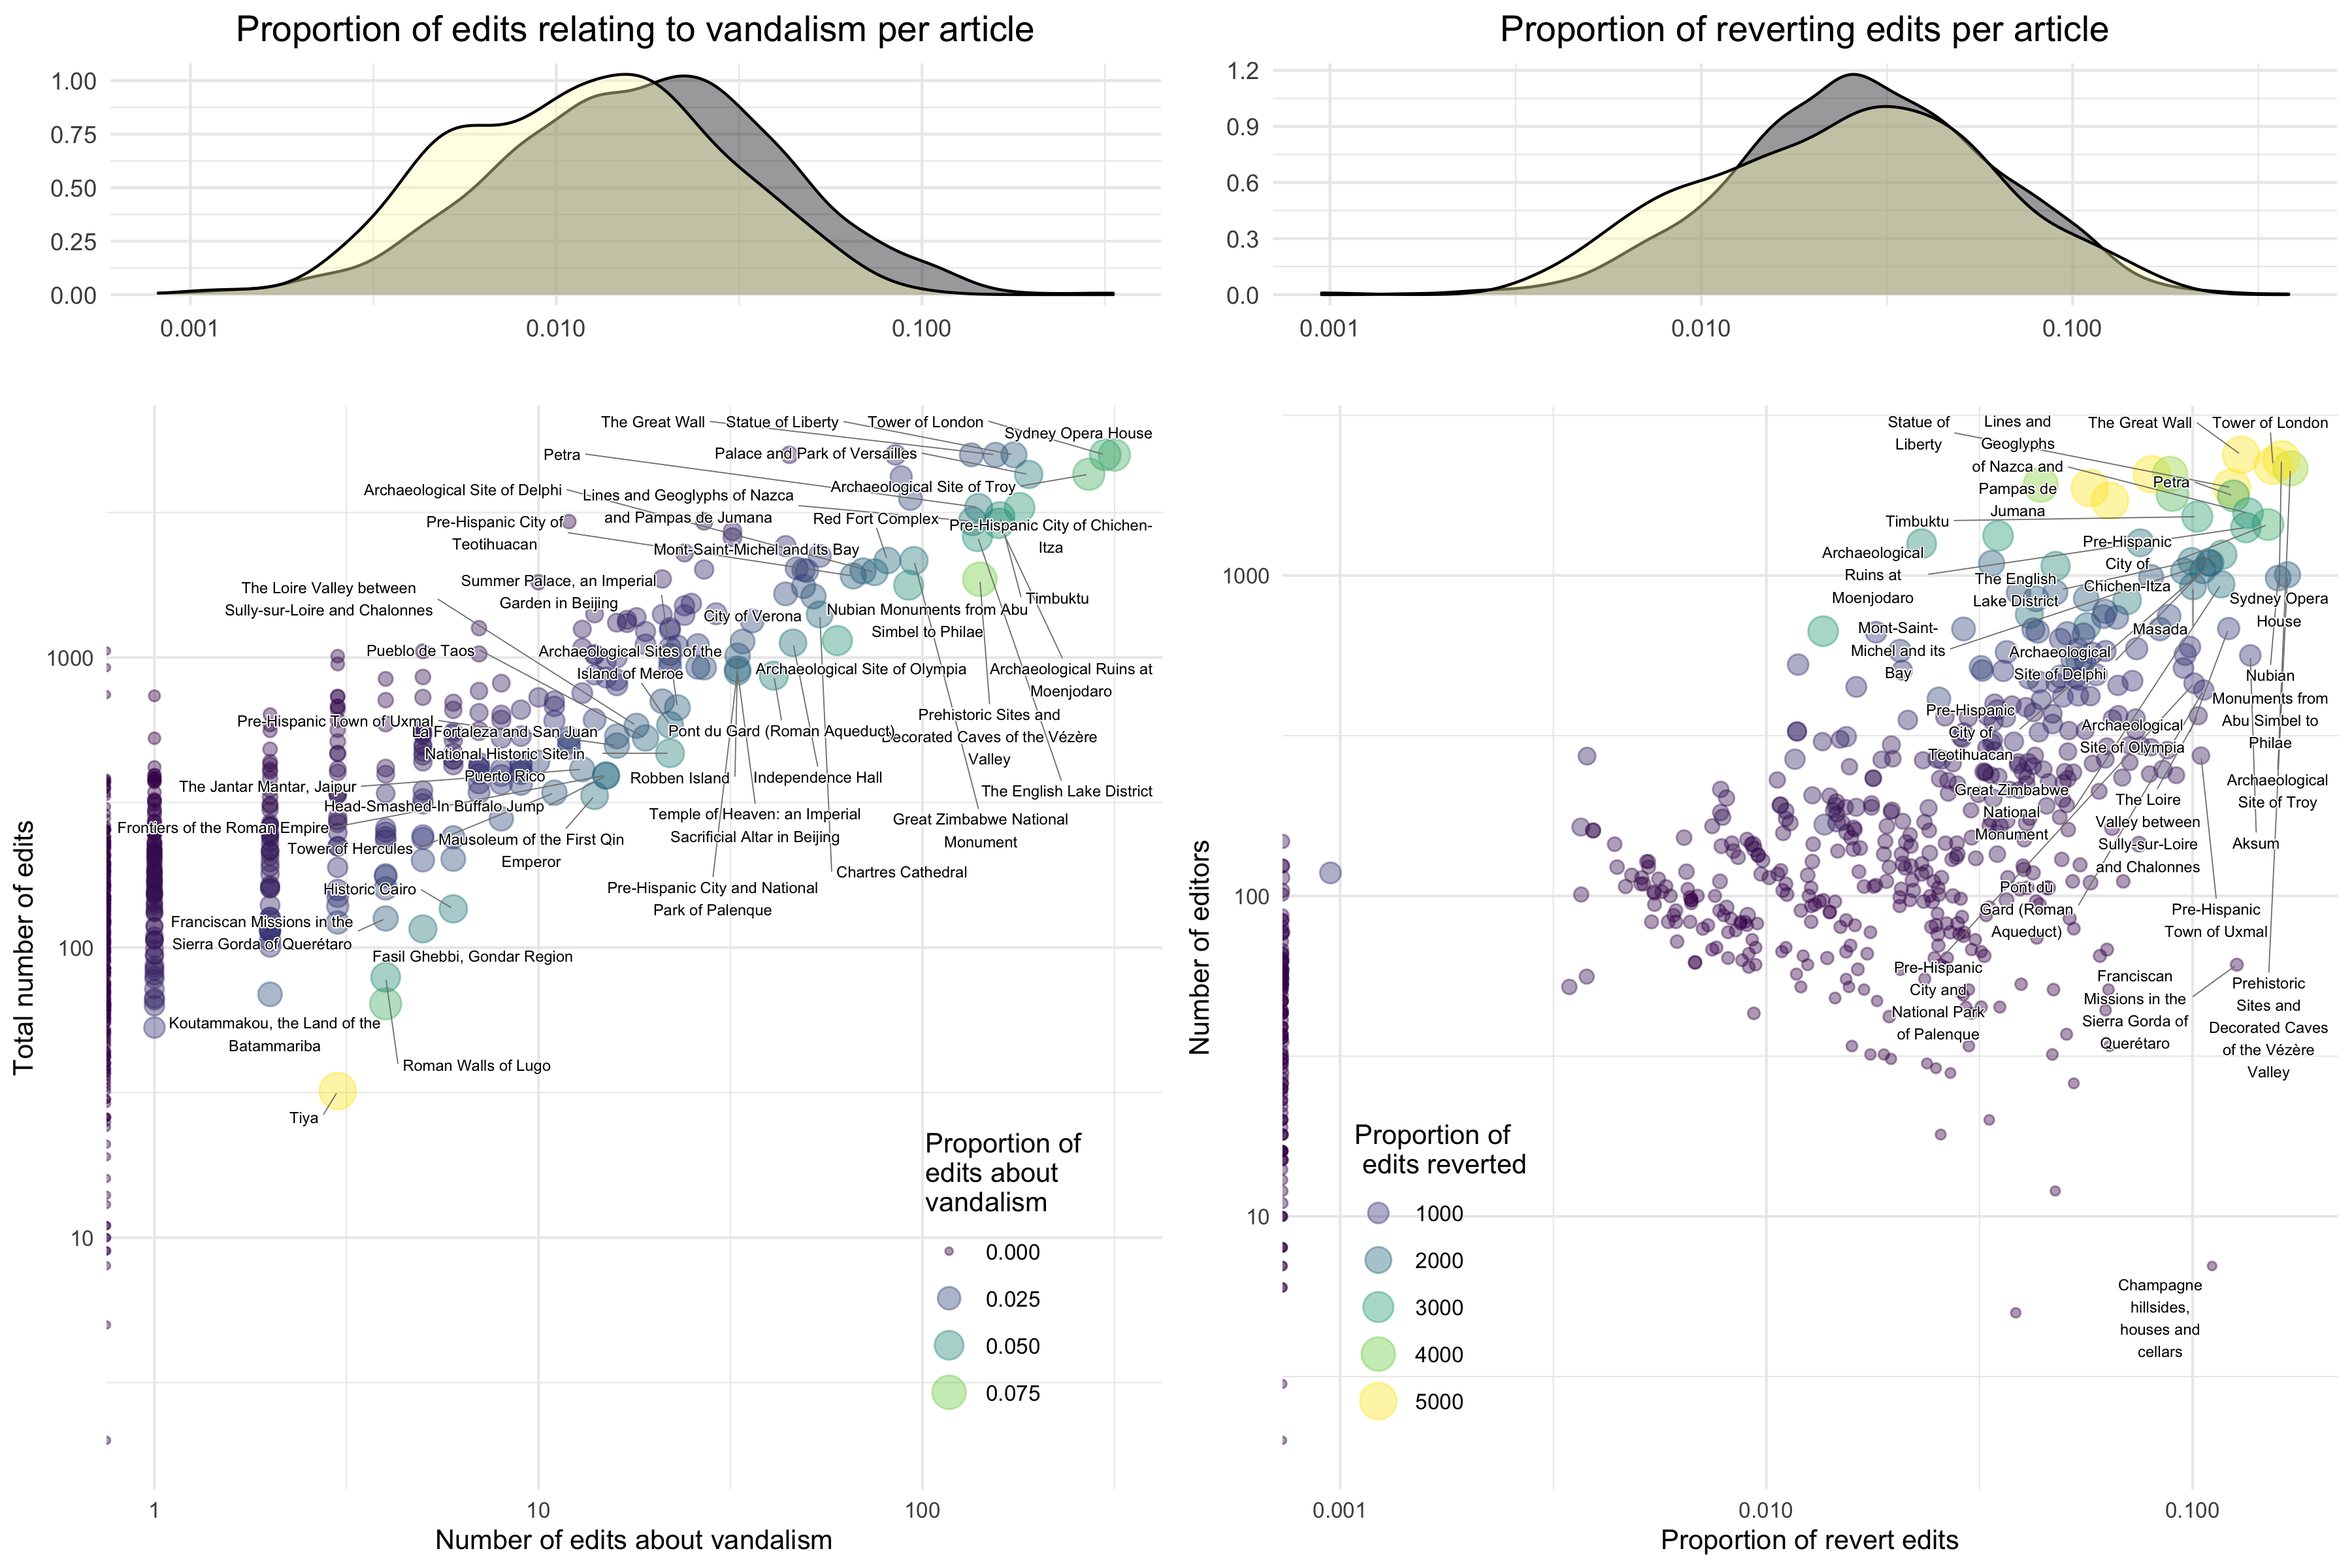 Proportion of edits relating to vandalism per article
1.00
0.75
0.50
0.25
0.00
0.001
0.010
0.100
Proportion of reverting edits per article
1.2
0.9
0.6
0.3
0.0
0.001
0.010
0.100
Total number of edits
1000
100
10
The Great Wall
Statue of Liberty
Tower of London
Sydney Opera House
Petra
Palace and Park of Versailles
Archaeological Site of Troy
Archaeological Site of Delphi
Lines and Geoglyphs of Nazca
and Pampas de Jumana
Pre-Hispanic City of
Teotihuacan
Red Fort Complex
Pre-Hispanic City of Chichen-
Itza
Mont-Saint-Michel and its Bay
The Loire Valley between
Sully-sur-Loire and Chalonnes
Summer Palace, an Imperial
Garden in Beijing
City of Verona
Nubian Monuments from Abu
Simbel to Philae
Timbuktu
Pueblo de Taos
Archaeological Sites of the
Island of Meroe
Archaeological Site of Olympia
Archaeological Ruins at
Moenjodaro
Pre-Hispanic Town of Uxmal
La Fortaleza and San Juan
National Historic Site in
Puerto Rico
Pont du Gard (Roman Aqueduct)
Prehistoric Sites and
Decorated Caves of the Vézère
Valley
The Jantar Mantar, Jaipur
Robben Island
Independence Hall
The English Lake District
Head-Smashed-In Buffalo Jump
Frontiers of the Roman Empire
Temple of Heaven: an Imperial
Sacrificial Altar in Beijing
Great Zimbabwe National
Monument
Tower of Hercules
Mausoleum of the First Qin
Emperor
Chartres Cathedral
Historic Cairo
Pre-Hispanic City and National
Park of Palenque
Franciscan Missions in the
Sierra Gorda of Querétaro
Fasil Ghebbi, Gondar Region
Koutammakou, the Land of the
Batammariba
Roman Walls of Lugo
Tiya
Proportion of
edits about
vandalism
0.000
0.025
0.050
0.075
1
10
100
Number of edits about vandalism
Number of editors
1000
100
10
Statue of
Liberty
Lines and
Geoglyphs
of Nazca and
Pampas de
Jumana
The Great Wall
Tower of London
Petra
Timbuktu
Archaeological
Ruins at
Moenjodaro
Pre-Hispanic
City of
Chichen-Itza
The English
Lake District
Sydney Opera
House
Mont-Saint-
Michel and its
Bay
Masada
Archaeological
Site of Delphi
Nubian
Monuments from
Abu Simbel to
Philae
Pre-Hispanic
City of
Teotihuacan
Archaeological
Site of Olympia
Archaeological
Site of Troy
Great Zimbabwe
National
Monument
The Loire
Valley between
Sully-sur-Loire
and Chalonnes
Aksum
Pont du
Gard (Roman
Aqueduct)
Pre-Hispanic
Town of Uxmal
Pre-Hispanic
City and
National Park
of Palenque
Franciscan
Missions in the
Sierra Gorda of
Querétaro
Prehistoric
Sites and
Decorated Caves
of the Vézère
Valley
Champagne
hillsides,
houses and
cellars
Proportion of
edits reverted
1000
2000
3000
4000
5000
0.001
0.010
0.100
Proportion of revert edits